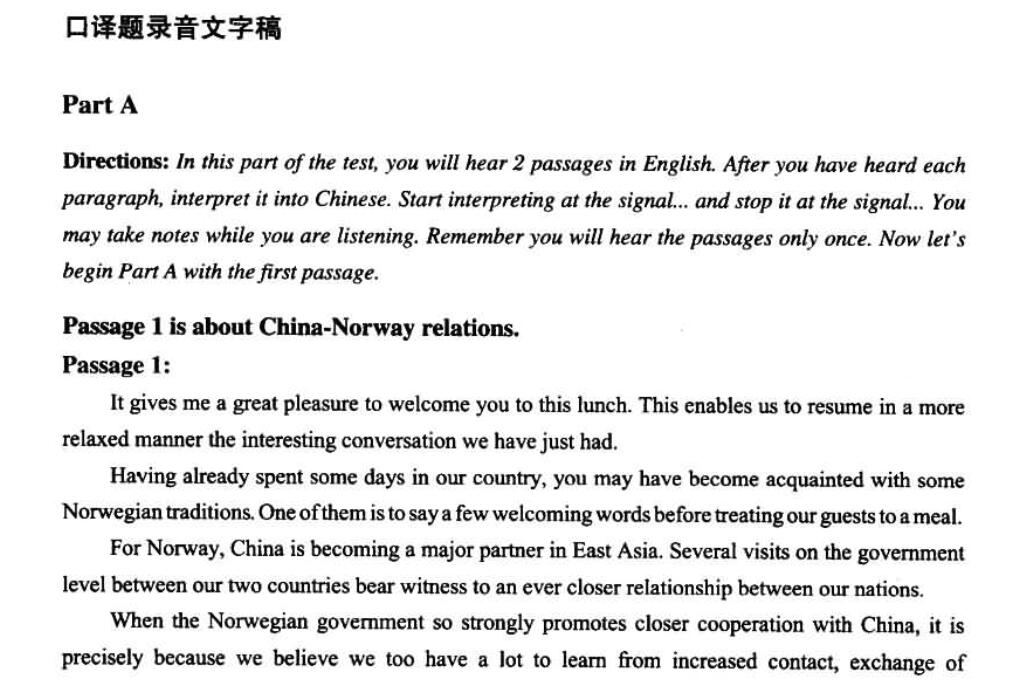 口译题录音文字稿
Part A
Directions: In this part of the test, you will hear 2 passages in English. After you have heard each
paragraph, interpret it into Chinese. Start interpreting at the signal... and stop it at the signal... You
may take notes while you are listening. Remember you will hear the passages only once. Now let's
begin Part A with the first passage.
Passage 1 is about China-Norway relations.
Passage 1:
It gives me a great pleasure to welcome you to this lunch. This enables us to resume in a more
relaxed manner the interesting conversation we have just had.
Having already spent some days in our country, you may have become acquainted with some
Norwegian traditions. One of them is to say a few welcoming words before treating our guests to a meal.
For Norway, China is becoming a major partner in East Asia. Several visits on the government
level between our two countries bear witness to an ever closer relationship between our nations.
When the Norwegian government so strongly promotes closer cooperation with China, it is
precisely because we believe we too have a lot to learn from increased contact, exchange of